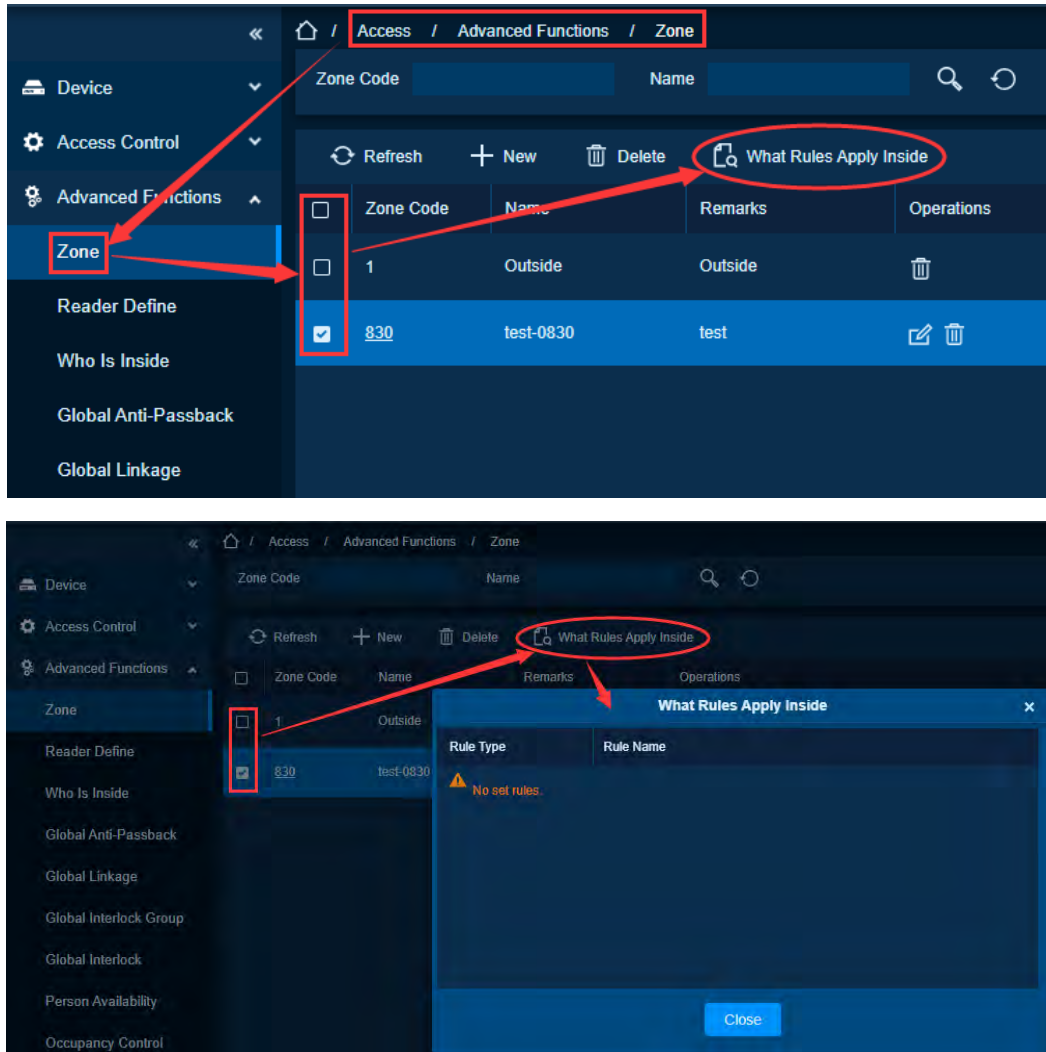 / Access / Advanced Functions / Zone
Device
Zone Code Name
Access Control
Refresh New Delete What Rules Apply Inside
Advanced Functions
Zone Code Name Remarks Operations
Zone
1 Outside Outside
Reader Define
830 test-0830 test
Who Is Inside
Global Anti-Passback
Global Linkage
/ Access / Advanced Functions / Zone
Device
Zone Code Name
Access Control
Refresh New Delete What Rules Apply Inside
Advanced Functions
Zone Code Name Remarks Operations
Zone
1 Outside
What Rules Apply Inside
Reader Define
Rule Type Rule Name
830 test-0830
No set rules.
Who Is Inside
Global Anti-Passback
Global Linkage
Global Interlock Group
Global Interlock
Person Availability
Close
Occupancy Control